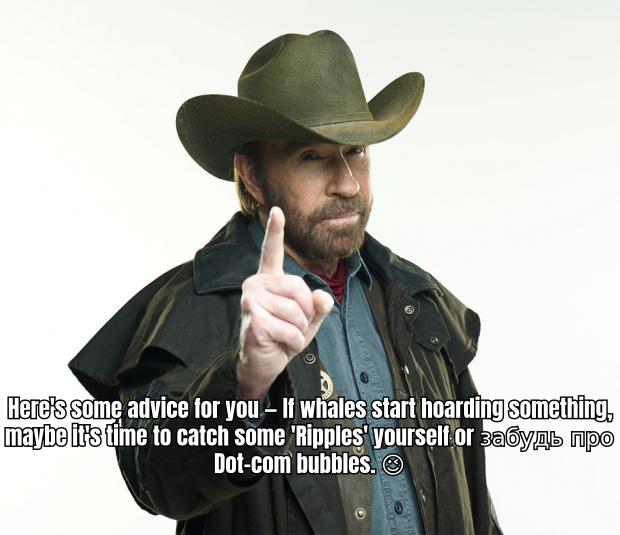 Here's some advice for you – If whales start hoarding something,
maybe it's time to catch some 'Ripples' yourself or забудь про
Dot-com bubbles. 😉